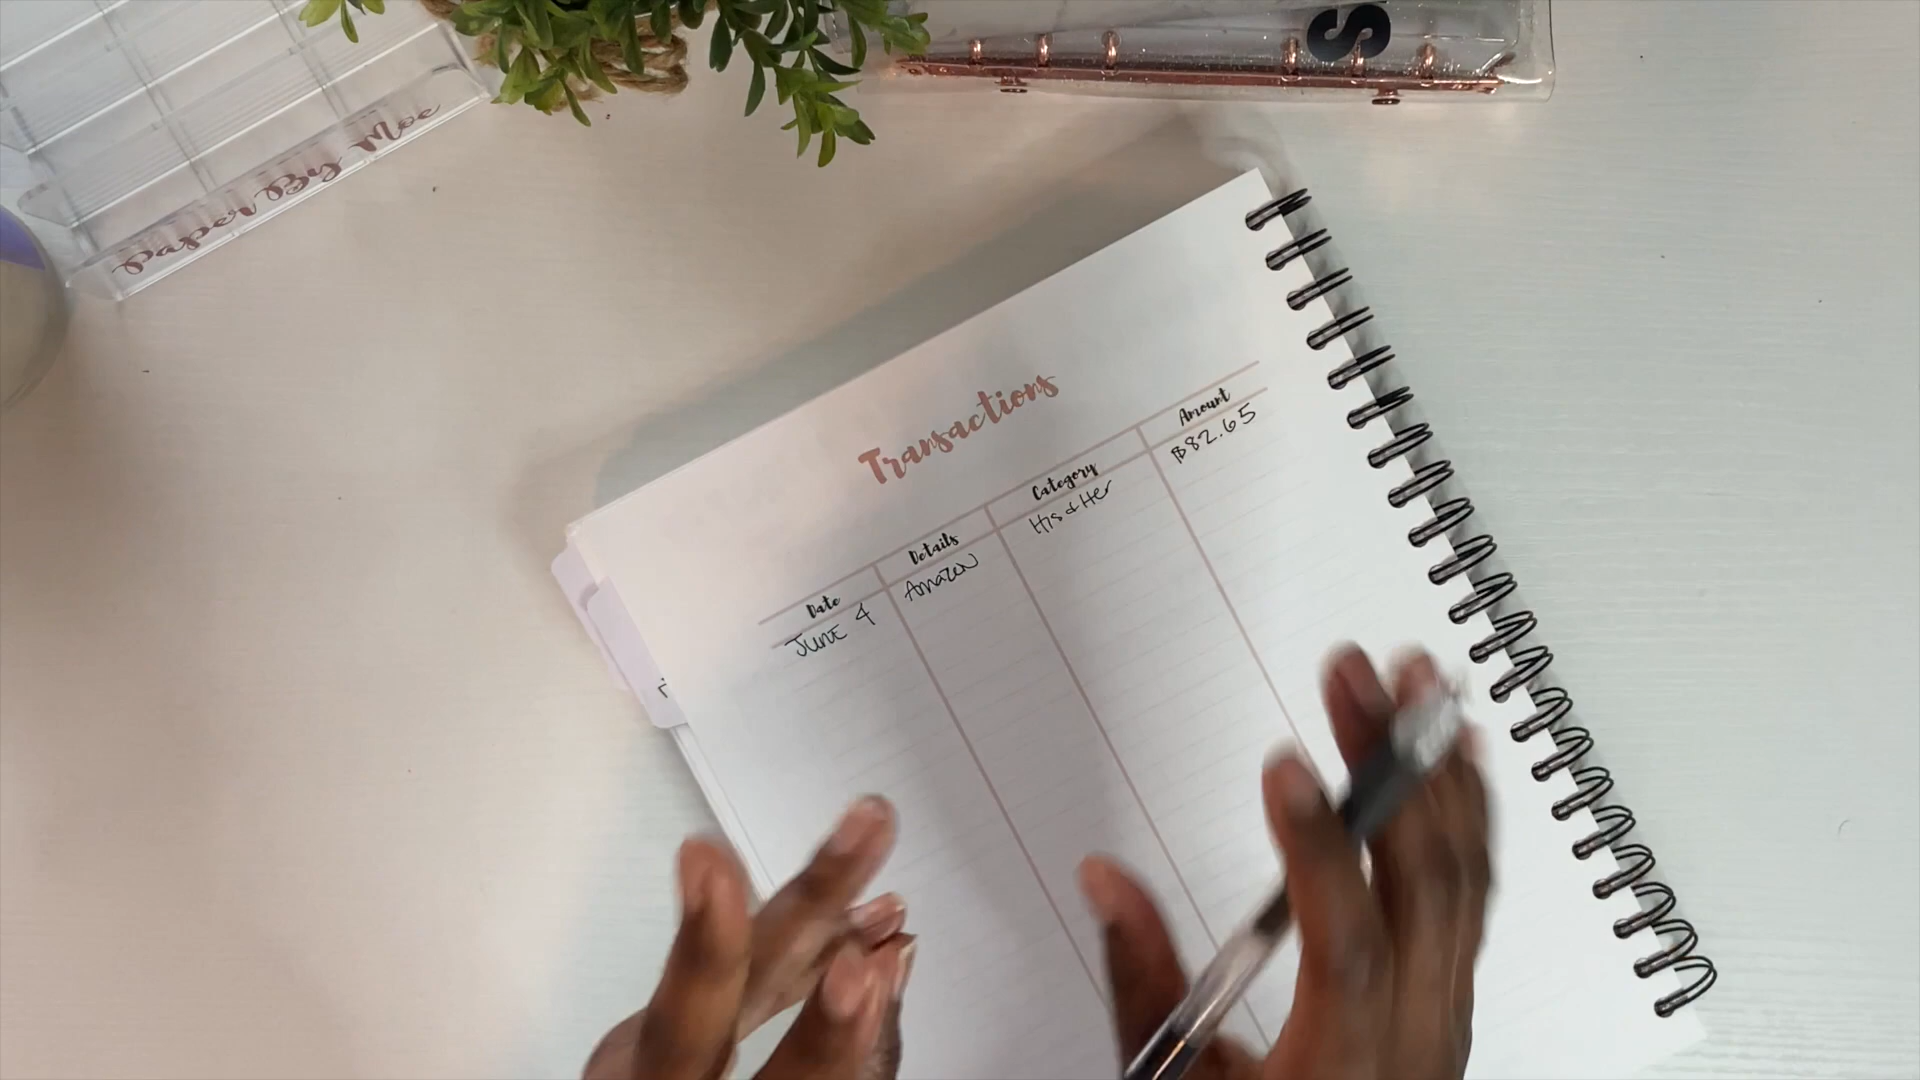 S
Paper By Moe
Transactions
Date Details Category Amount
June 4 Amazon His & Her $82.65